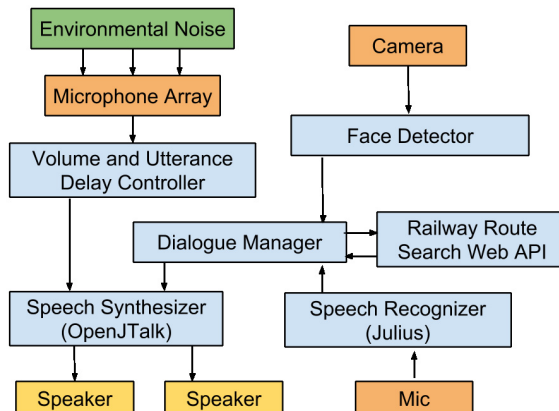 Environmental Noise
Camera
Microphone Array
Face Detector
Volume and Utterance
Delay Controller
Dialogue Manager
Railway Route
Search Web API
Speech Synthesizer
(OpenJTalk)
Speech Recognizer
(Julius)
Speaker
Speaker
Mic